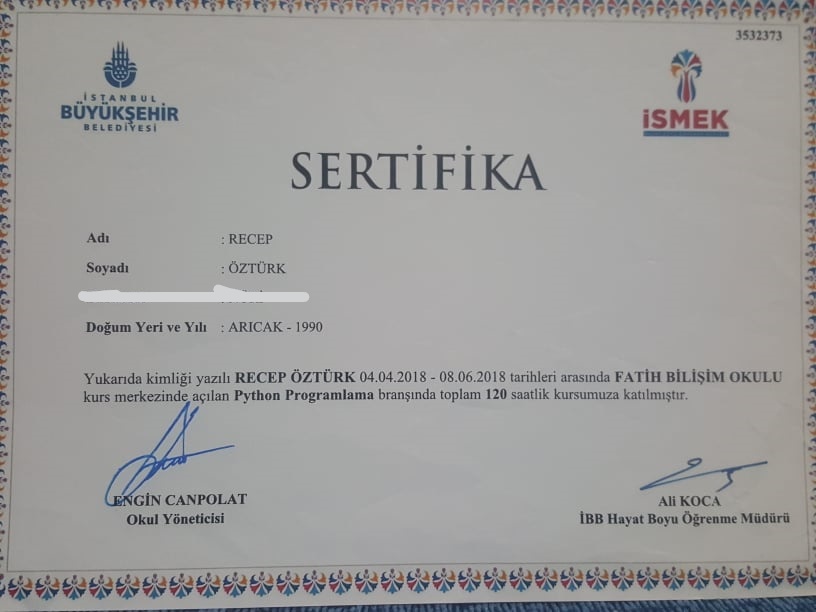 3532373
İSTANBUL
BÜYÜKŞEHİR
BELEDİYESİ
İSMEK
SERTİFİKA
Adı : RECEP
Soyadı : ÖZTÜRK
Doğum Yeri ve Yılı : ARICAK - 1990
Yukarıda kimliği yazılı RECEP ÖZTÜRK 04.04.2018 - 08.06.2018 tarihleri arasında FATİH BİLİŞİM OKULU
kurs merkezinde açılan Python Programlama branşında toplam 120 saatlik kursumuza katılmıştır.
ENGİN CANPOLAT
Okul Yöneticisi
Ali KOCA
İBB Hayat Boyu Öğrenme Müdürü